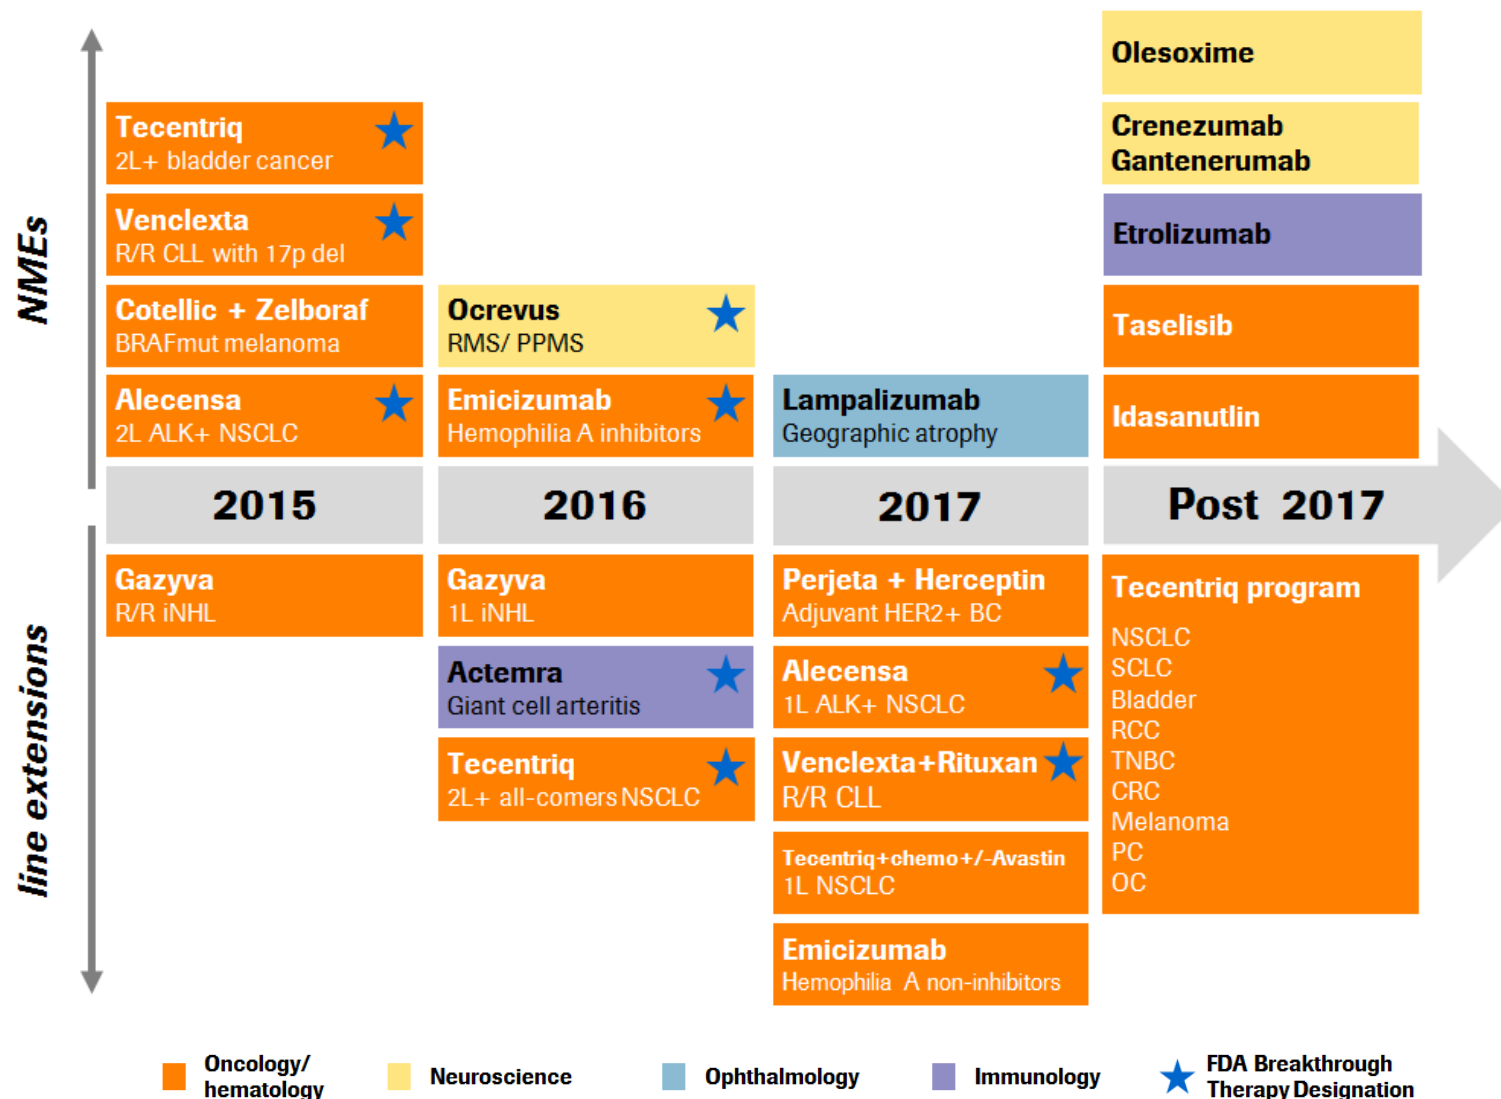 NMEs
Tecentriq
2L+ bladder cancer
Venclexta
R/R CLL with 17p del
Cotellic + Zelboraf
BRAFmut melanoma
Alecensa
2L ALK+ NSCLC
Ocrevus
RMS/ PPMS
Emicizumab
Hemophilia A inhibitors
Lampalizumab
Geographic atrophy
Olesoxime
Crenezumab
Gantenerumab
Etrolizumab
Taselisib
Idasanutlin
2015
2016
2017
Post 2017
line extensions
Gazyva
R/R iNHL
Gazyva
1L iNHL
Actemra
Giant cell arteritis
Tecentriq
2L+ all-comers NSCLC
Perjeta + Herceptin
Adjuvant HER2+ BC
Alecensa
1L ALK+ NSCLC
Venclexta+Rituxan
R/R CLL
Tecentriq+chemo+/-Avastin
1L NSCLC
Emicizumab
Hemophilia A non-inhibitors
Tecentriq program
NSCLC
SCLC
Bladder
RCC
TNBC
CRC
Melanoma
PC
OC
Oncology/
hematology
Neuroscience
Ophthalmology
Immunology
FDA Breakthrough
Therapy Designation